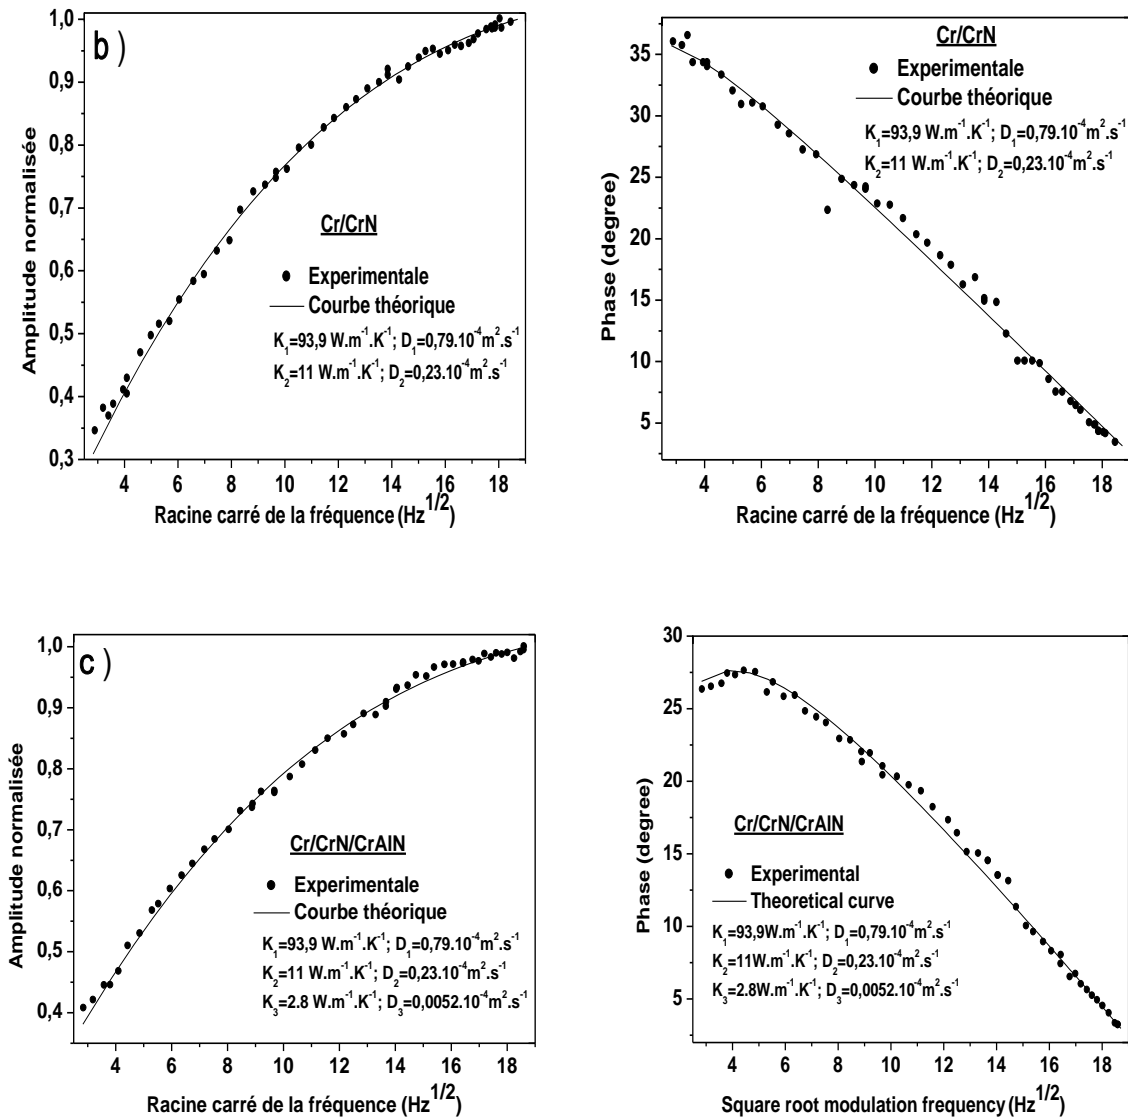 b )
Amplitude normalisée
1,0
0,9
0,8
0,7
0,6
0,5
0,4
0,3
Cr/CrN
Experimentale
Courbe théorique
K₁=93,9 W.m⁻¹.K⁻¹; D₁=0,79.10⁻⁴m².s⁻¹
K₂=11 W.m⁻¹.K⁻¹; D₂=0,23.10⁻⁴m².s⁻¹
4 6 8 10 12 14 16 18
Racine carré de la fréquence (Hz^1/2)
Phase (degree)
35
30
25
20
15
10
5
Cr/CrN
Experimentale
Courbe théorique
K₁=93,9 W.m⁻¹.K⁻¹; D₁=0,79.10⁻⁴m².s⁻¹
K₂=11 W.m⁻¹.K⁻¹; D₂=0,23.10⁻⁴m².s⁻¹
4 6 8 10 12 14 16 18
Racine carré de la fréquence (Hz^1/2)
c )
Amplitude normalisée
1,0
0,9
0,8
0,7
0,6
0,5
0,4
Cr/CrN/CrAlN
Experimentale
Courbe théorique
K₁=93,9 W.m⁻¹.K⁻¹; D₁=0,79.10⁻⁴m².s⁻¹
K₂=11 W.m⁻¹.K⁻¹; D₂=0,23.10⁻⁴m².s⁻¹
K₃=2.8 W.m⁻¹.K⁻¹; D₃=0,0052.10⁻⁴m².s⁻¹
4 6 8 10 12 14 16 18
Racine carré de la fréquence (Hz^1/2)
Phase (degree)
30
25
20
15
10
5
Cr/CrN/CrAlN
Experimental
Theoretical curve
K₁=93,9W.m⁻¹.K⁻¹; D₁=0,79.10⁻⁴m².s⁻¹
K₂=11W.m⁻¹.K⁻¹; D₂=0,23.10⁻⁴m².s⁻¹
K₃=2.8W.m⁻¹.K⁻¹; D₃=0,0052.10⁻⁴m².s⁻¹
4 6 8 10 12 14 16 18
Square root modulation frequency (Hz^1/2)